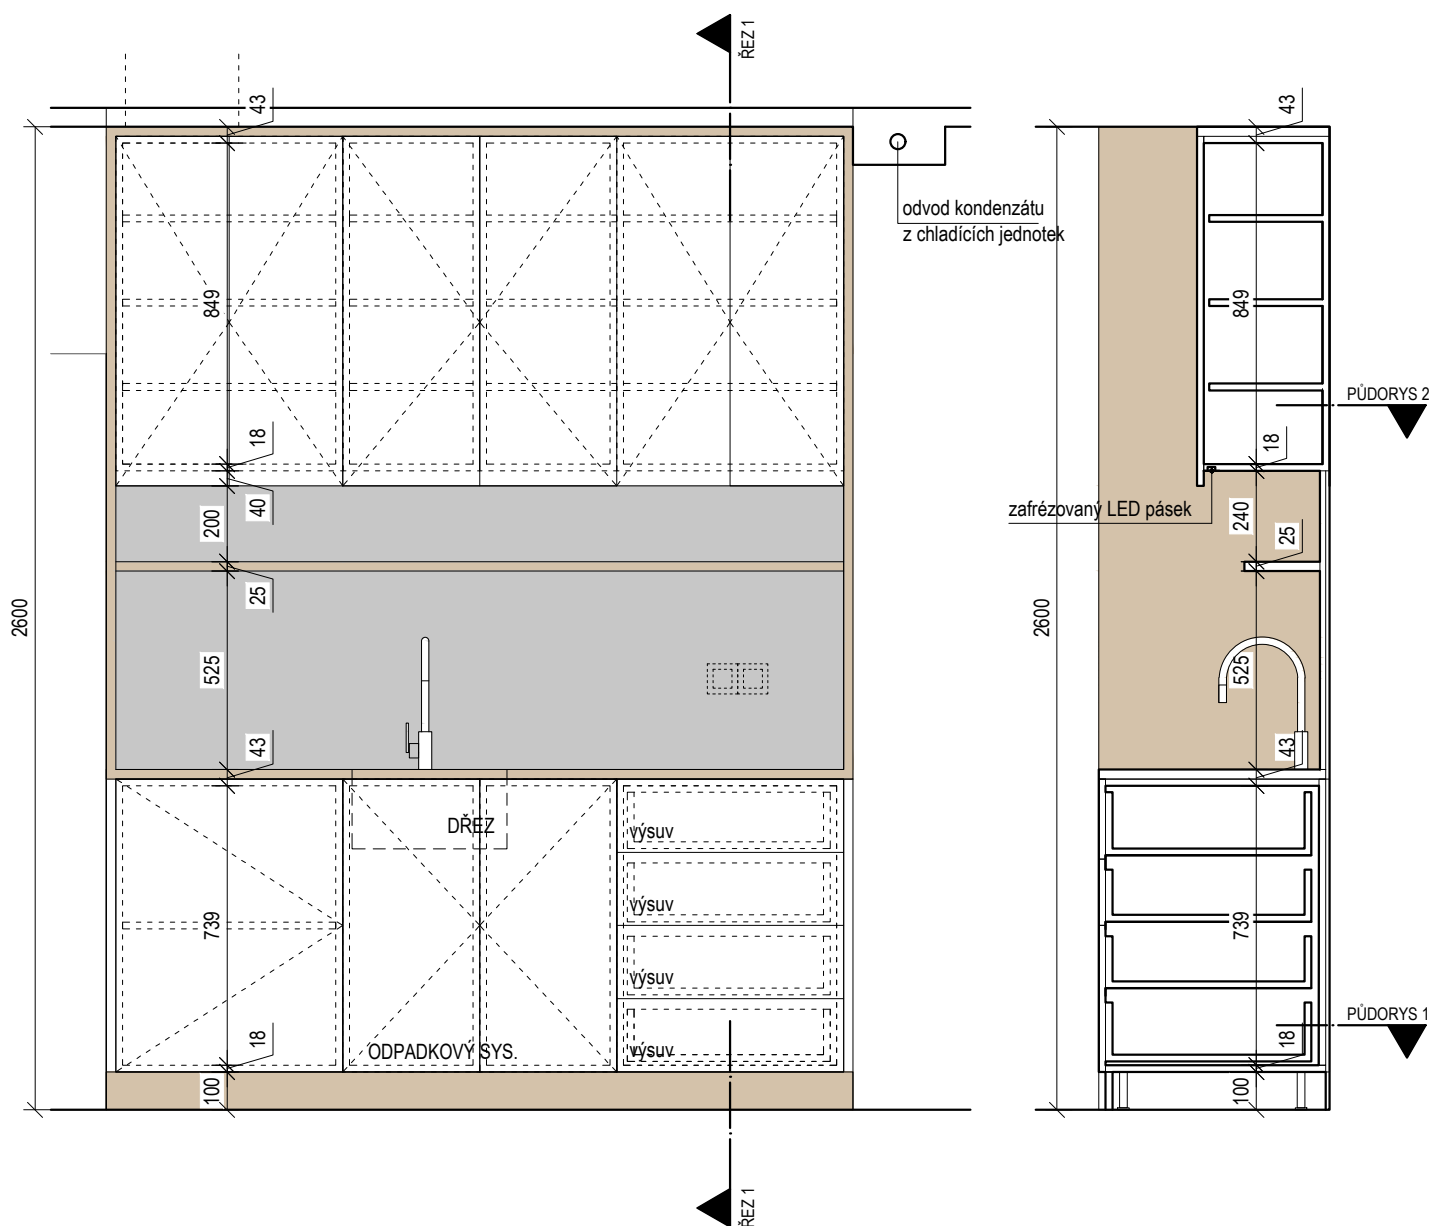 ŘEZ 1
43
43
odvod kondenzátu
z chladících jednotek
849
849
PŮDORYS 2
18
18
40
200
zafrézovaný LED pásek
240
25
25
2600
2600
525
525
43
43
DŘEZ
výsuv
výsuv
739
739
výsuv
PŮDORYS 1
18
ODPADKOVÝ SYS.
výsuv
18
100
100
ŘEZ 1